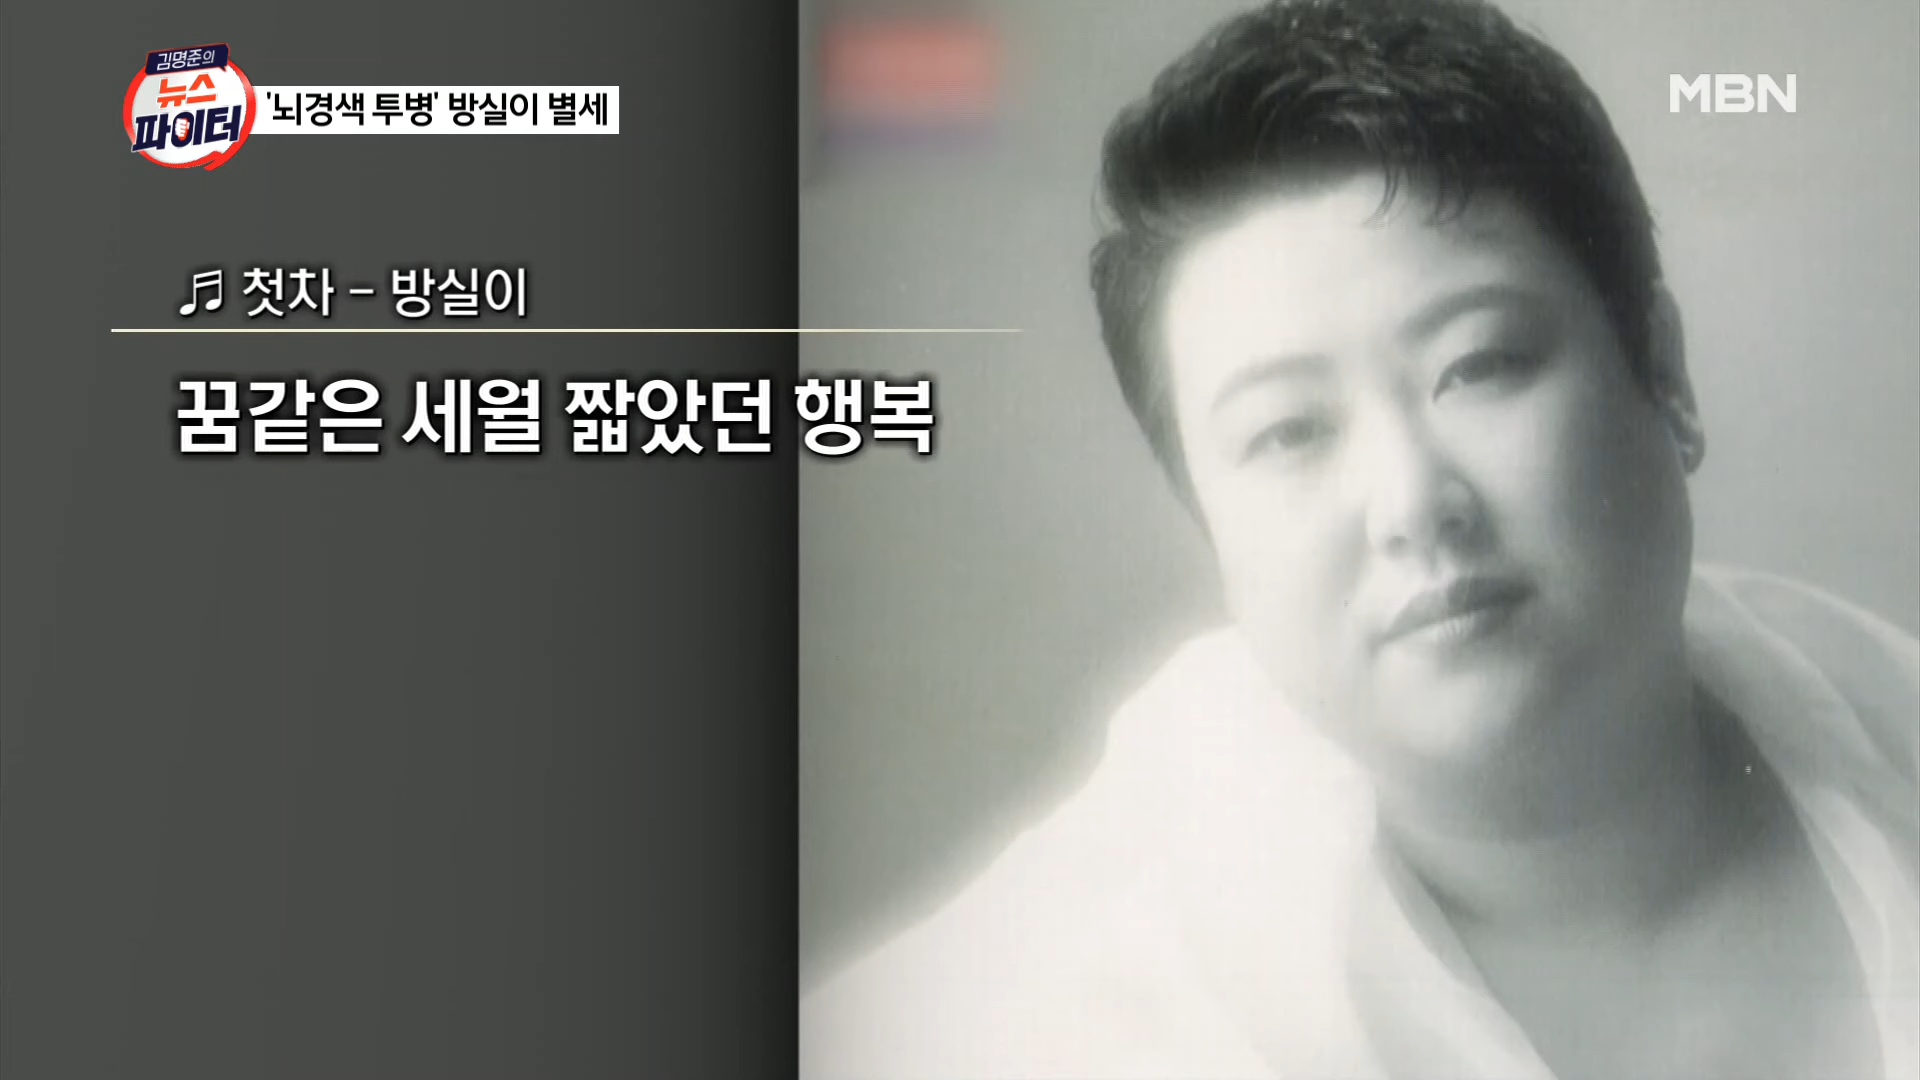 김명준의
뉴스
파이터
'뇌경색 투병' 방실이 별세
MBN
♬ 첫차 - 방실이
꿈같은 세월 짧았던 행복